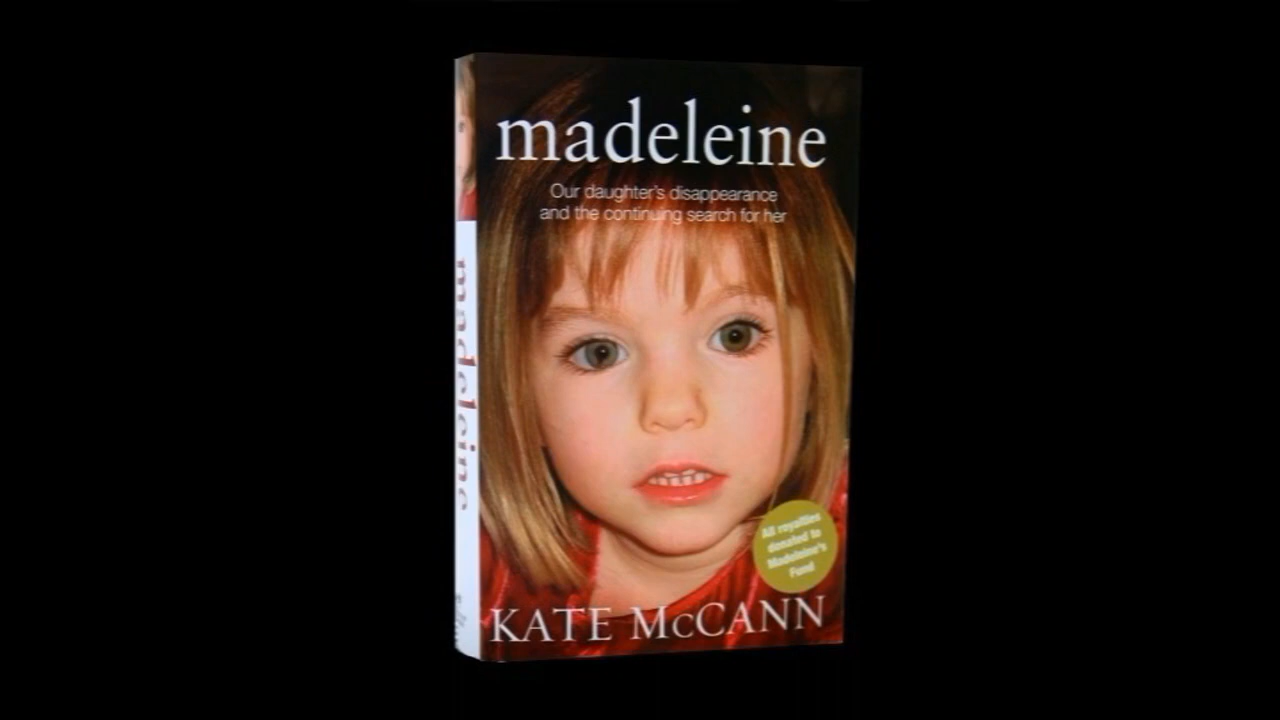 madeleine
Our daughter's disappearance
and the continuing search for her
madeleine
All royalties
donated to
Madeleine's
Fund
KATE McCANN